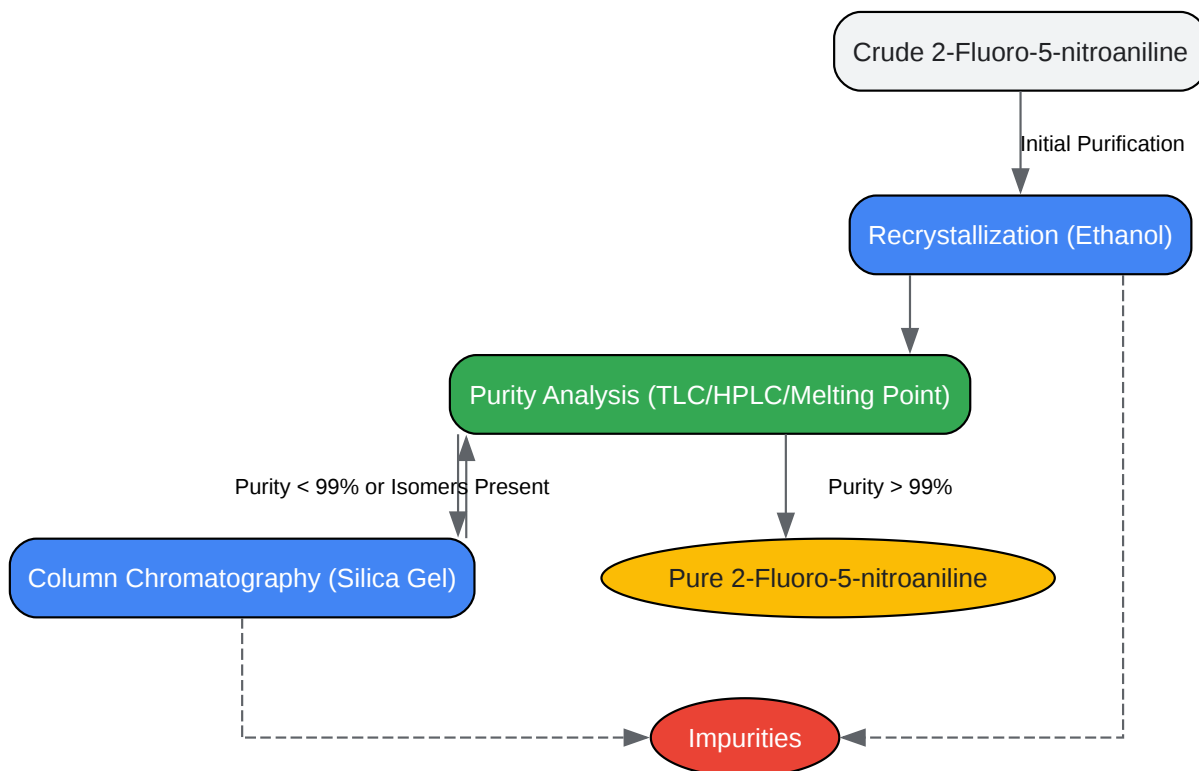 Crude 2-Fluoro-5-nitroaniline
Initial Purification
Recrystallization (Ethanol)
Purity Analysis (TLC/HPLC/Melting Point)
Purity < 99% or Isomers Present
Purity > 99%
Column Chromatography (Silica Gel)
Pure 2-Fluoro-5-nitroaniline
Impurities